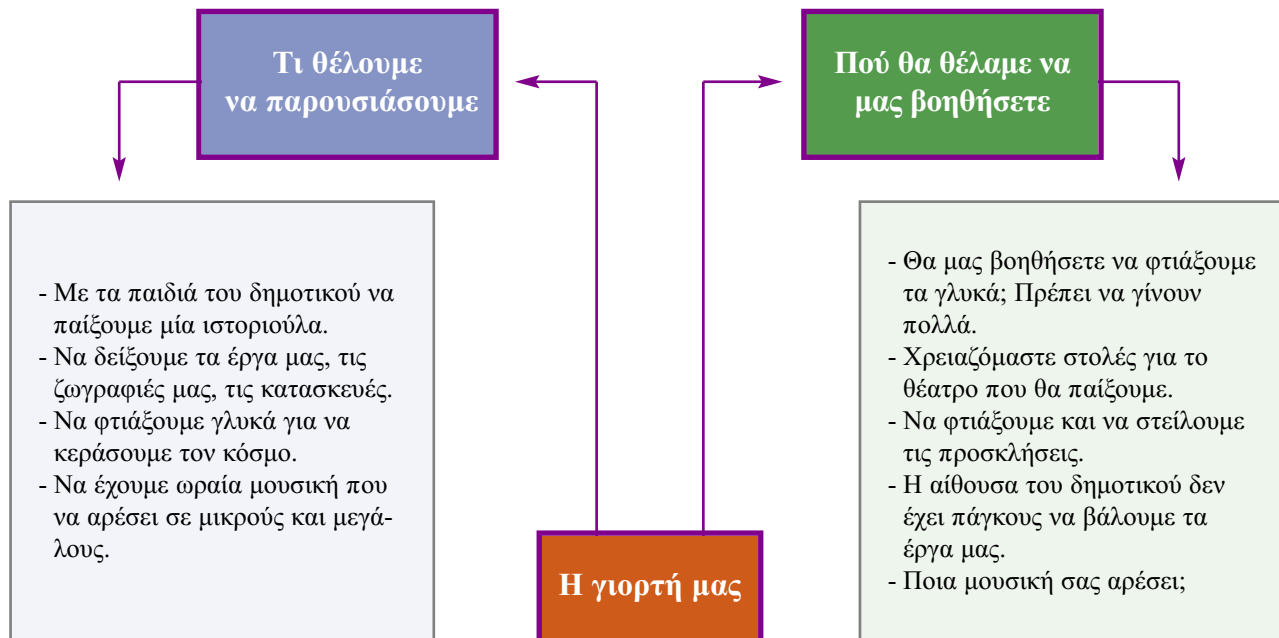 Τι θέλουμε
να παρουσιάσουμε
Πού θα θέλαμε να
μας βοηθήσετε
- Με τα παιδιά του δημοτικού να
παίξουμε μία ιστοριούλα.
- Να δείξουμε τα έργα μας, τις
ζωγραφιές μας, τις κατασκευές.
- Να φτιάξουμε γλυκά για να
κεράσουμε τον κόσμο.
- Να έχουμε ωραία μουσική που
να αρέσει σε μικρούς και μεγά-
λους.
- Θα μας βοηθήσετε να φτιάξουμε
τα γλυκά; Πρέπει να γίνουν
πολλά.
- Χρειαζόμαστε στολές για το
θέατρο που θα παίξουμε.
- Να φτιάξουμε και να στείλουμε
τις προσκλήσεις.
- Η αίθουσα του δημοτικού δεν
έχει πάγκους να βάλουμε τα
έργα μας.
- Ποια μουσική σας αρέσει;
Η γιορτή μας